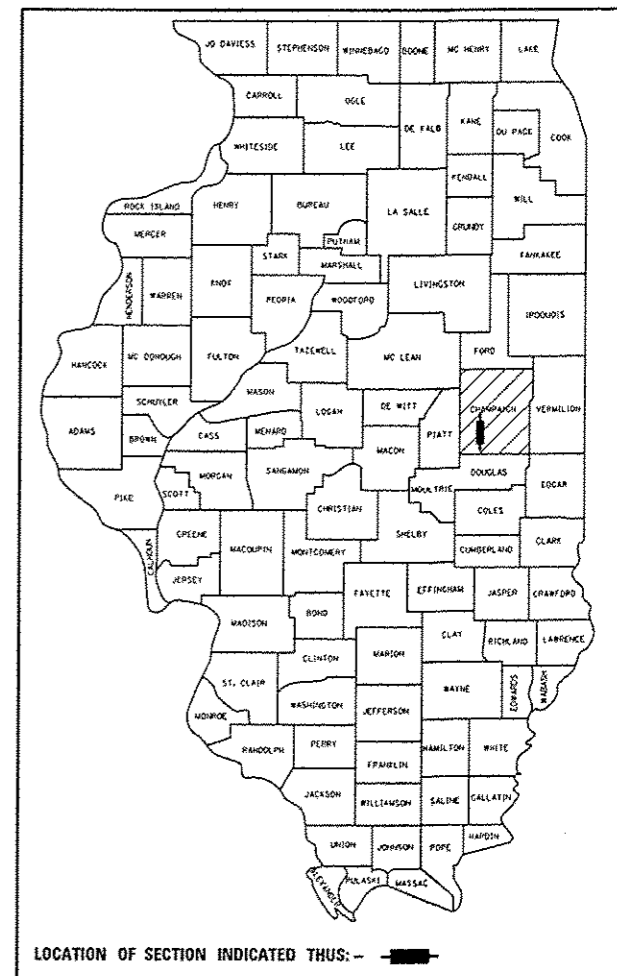 JO DAVIESS STEPHENSON WINNEBAGO BOONE MC HENRY LAKE
CARROLL OGLE DE KALB KANE DU PAGE COOK
WHITESIDE LEE
KENDALL WILL
ROCK ISLAND HENRY BUREAU LA SALLE GRUNDY
MERCER PUTNAM KANKAKEE
STARK MARSHALL
HENDERSON WARREN KNOX PEORIA WOODFORD LIVINGSTON IROQUOIS
HANCOCK MC DONOUGH FULTON TAZEWELL MC LEAN FORD
MASON
SCHUYLER LOGAN DE WITT CHAMPAIGN VERMILION
ADAMS BROWN CASS MENARD MACON PIATT
MORGAN SANGAMON DOUGLAS EDGAR
PIKE SCOTT CHRISTIAN MOULTRIE COLES
GREENE SHELBY
CALHOUN MACOUPIN MONTGOMERY CUMBERLAND CLARK
JERSEY FAYETTE EFFINGHAM JASPER CRAWFORD
MADISON BOND
CLAY RICHLAND LAWRENCE
CLINTON MARION
ST. CLAIR WAYNE EDWARDS WABASH
WASHINGTON JEFFERSON
MONROE
RANDOLPH PERRY HAMILTON WHITE
FRANKLIN
JACKSON WILLIAMSON SALINE GALLATIN
UNION JOHNSON POPE HARDIN
ALEXANDER PULASKI MASSAC
LOCATION OF SECTION INDICATED THUS: -